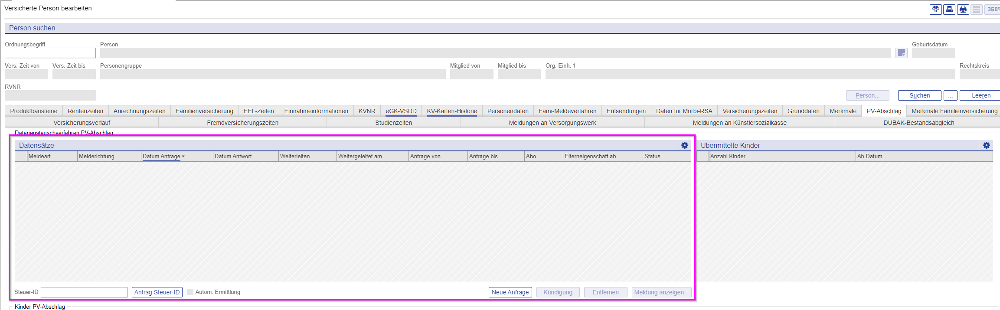 Versicherte Person bearbeiten
360°
Person suchen
Ordnungsbegriff Person Geburtsdatum
Vers.-Zeit von Vers.-Zeit bis Personengruppe Mitglied von Mitglied bis Org.-Einh. 1 Rechtskreis
RVNR
Person... Suchen ... Leeren
Produktbausteine Rentenzeiten Anrechnungszeiten Familienversicherung EEL-Zeiten Einnahmeinformationen KVNR eGK-VSDD KV-Karten-Historie Personendaten Fami-Meldeverfahren Entsendungen Daten für Morbi-RSA Versicherungszeiten Grunddaten Merkmale PV-Abschlag Merkmale Familienversicherung
Versicherungsverlauf Fremdversicherungszeiten Studienzeiten Meldungen an Versorgungswerk Meldungen an Künstlersozialkasse DÜBAK-Bestandsabgleich
Datenaustauschverfahren PV-Abschlag
Datensätze Übermittelte Kinder
Meldeart Melderichtung Datum Anfrage Datum Antwort Weiterleiten Weitergeleitet am Anfrage von Anfrage bis Abo Elterneigenschaft ab Status Anzahl Kinder Ab Datum
Steuer-ID Antrag Steuer-ID Autom. Ermittlung Neue Anfrage Kündigung Entfernen Meldung anzeigen...
Kinder PV-Abschlag